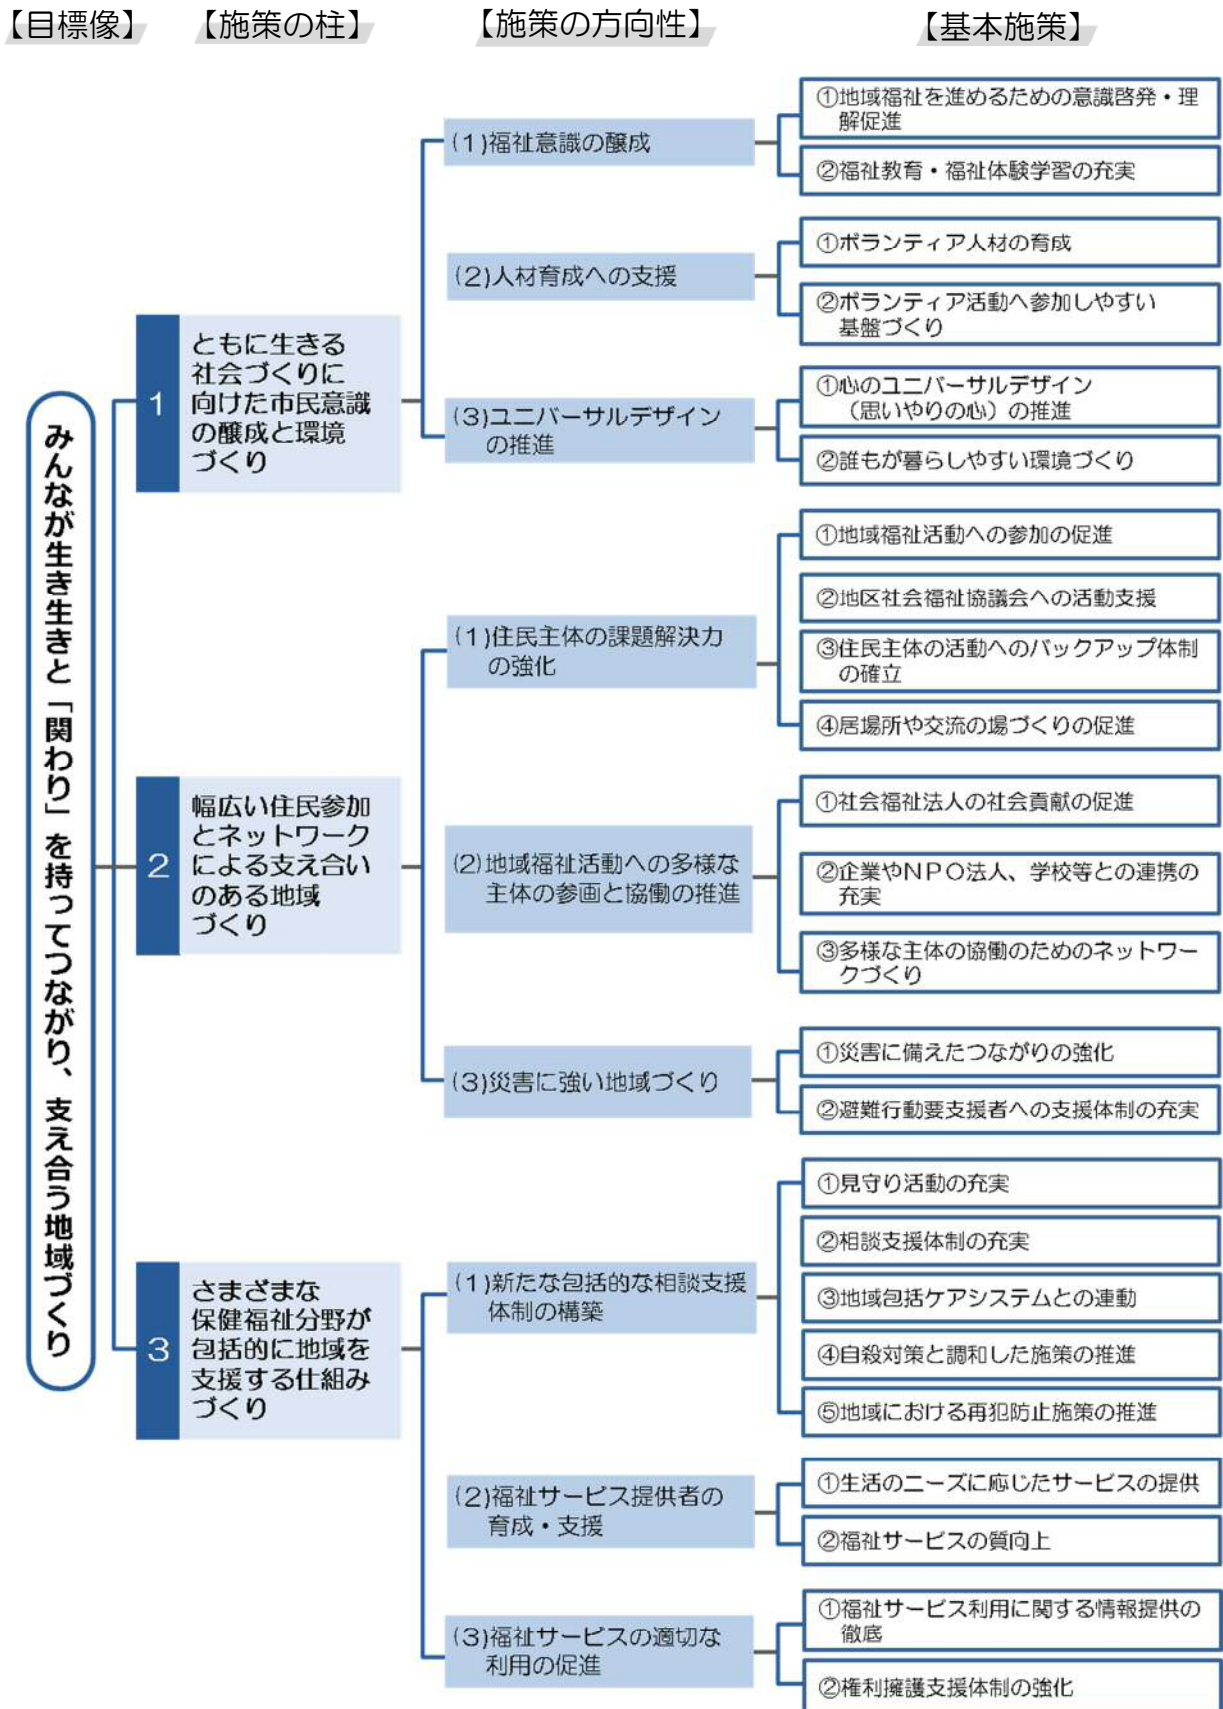 【目標像】
【施策の柱】
【施策の方向性】
【基本施策】
みんなが生き生きと「関わり」を持ってつながり、支え合う地域づくり
1
ともに生きる
社会づくりに
向けた市民意識
の醸成と環境
づくり
(1)福祉意識の醸成
①地域福祉を進めるための意識啓発・理
解促進
②福祉教育・福祉体験学習の充実
(2)人材育成への支援
①ボランティア人材の育成
②ボランティア活動へ参加しやすい
基盤づくり
(3)ユニバーサルデザイン
の推進
①心のユニバーサルデザイン
（思いやりの心）の推進
②誰もが暮らしやすい環境づくり
2
幅広い住民参加
とネットワーク
による支え合い
のある地域
づくり
(1)住民主体の課題解決力
の強化
①地域福祉活動への参加の促進
②地区社会福祉協議会への活動支援
③住民主体の活動へのバックアップ体制
の確立
④居場所や交流の場づくりの促進
(2)地域福祉活動への多様な
主体の参画と協働の推進
①社会福祉法人の社会貢献の促進
②企業やNPO法人、学校等との連携の
充実
③多様な主体の協働のためのネットワー
クづくり
(3)災害に強い地域づくり
①災害に備えたつながりの強化
②避難行動要支援者への支援体制の充実
3
さまざまな
保健福祉分野が
包括的に地域を
支援する仕組み
づくり
(1)新たな包括的な相談支援
体制の構築
①見守り活動の充実
②相談支援体制の充実
③地域包括ケアシステムとの連動
④自殺対策と調和した施策の推進
⑤地域における再犯防止施策の推進
(2)福祉サービス提供者の
育成・支援
①生活のニーズに応じたサービスの提供
②福祉サービスの質向上
(3)福祉サービスの適切な
利用の促進
①福祉サービス利用に関する情報提供の
徹底
②権利擁護支援体制の強化